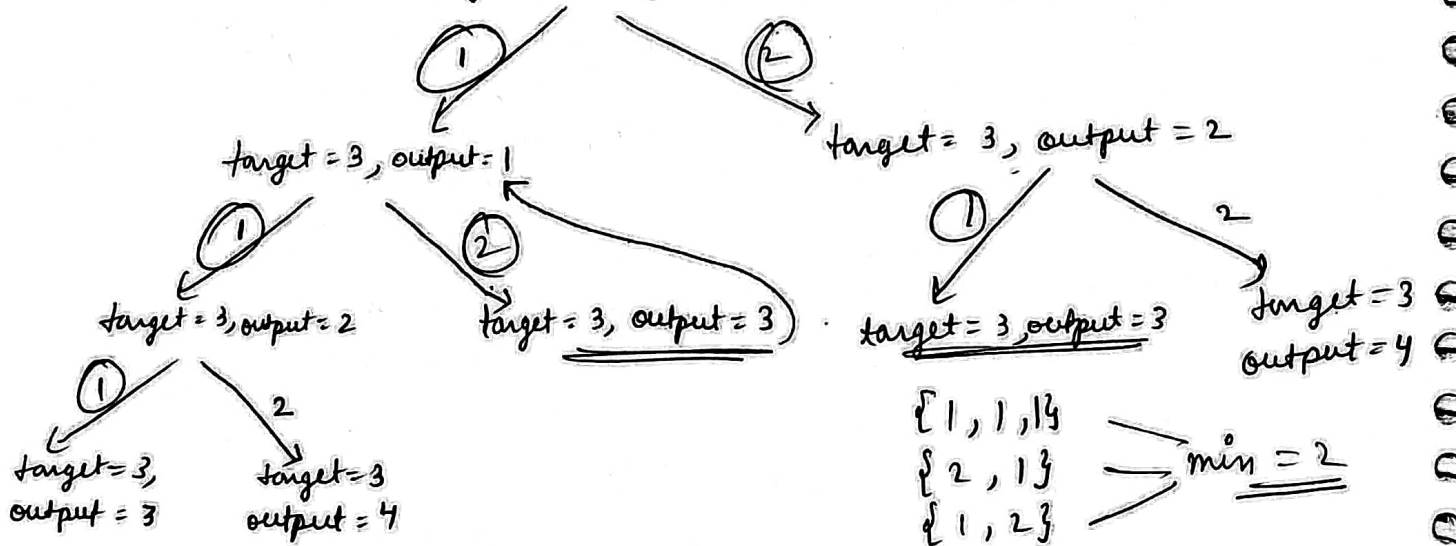 1 2
target = 3, output = 1 target = 3, output = 2
1 2 1 2
target = 3, output = 2 target = 3, output = 3 target = 3, output = 3 target = 3
output = 4
1 2
{1, 1, 1}
{2, 1} min = 2
{1, 2}
target = 3, target = 3
output = 3 output = 4